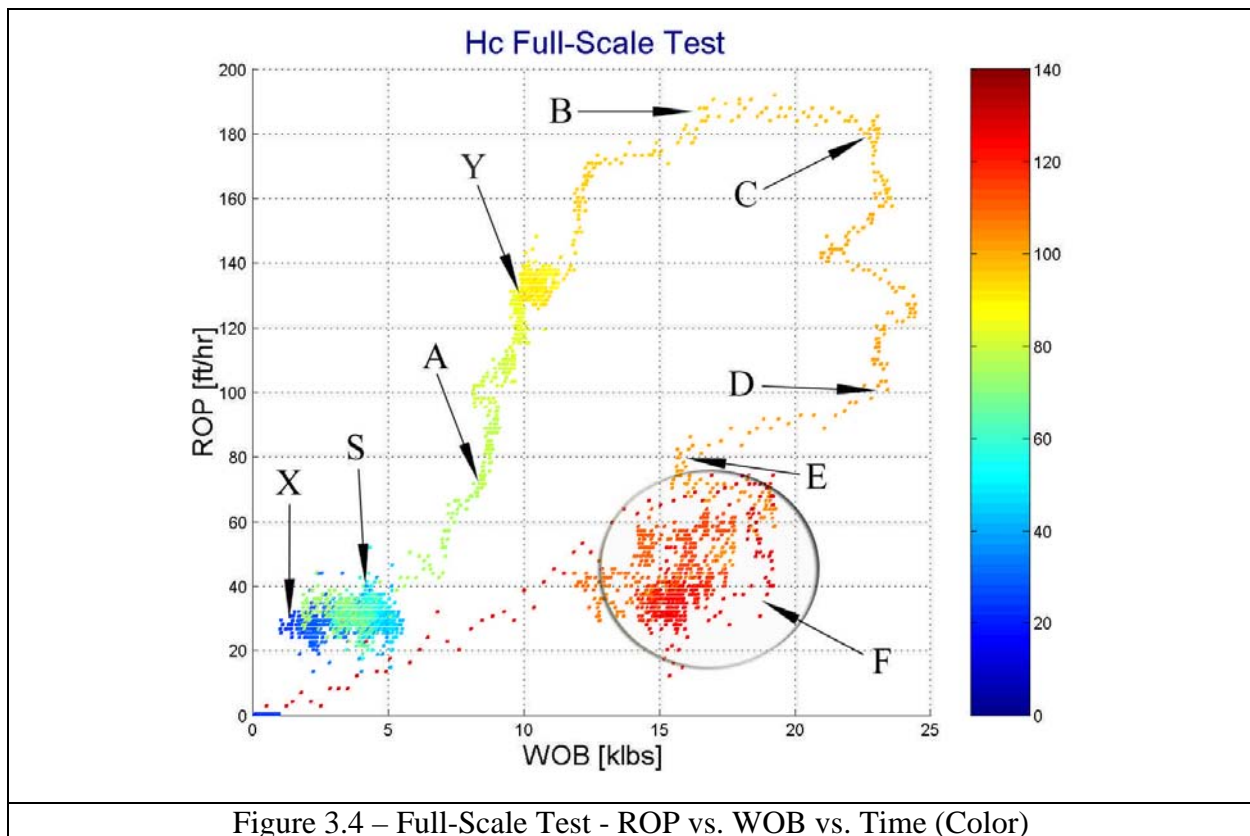 Hc Full-Scale Test
200
180
160
140
120
100
80
60
40
20
0
0
5
10
15
20
25
ROP [ft/hr]
WOB [klbs]
B
Y
C
A
D
S
X
E
F
140
120
100
80
60
40
20
0
Figure 3.4 – Full-Scale Test - ROP vs. WOB vs. Time (Color)